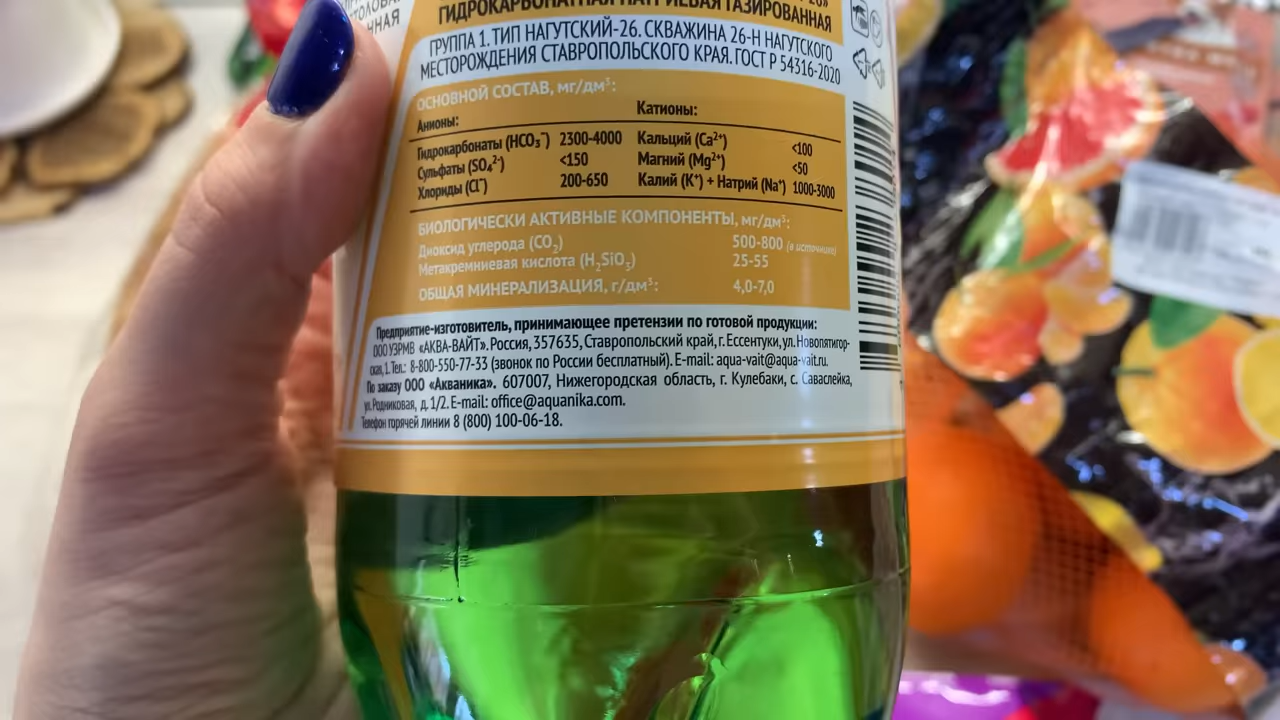 СТОЛОВАЯ
ГИДРОКАРБОНАТНАЯ НАТРИЕВАЯ ГАЗИРОВАННАЯ
ГРУППА 1. ТИП НАГУТСКИЙ-26. СКВАЖИНА 26-Н НАГУТСКОГО
МЕСТОРОЖДЕНИЯ СТАВРОПОЛЬСКОГО КРАЯ. ГОСТ Р 54316-2020
ОСНОВНОЙ СОСТАВ, мг/дм³:
Анионы: Катионы:
Гидрокарбонаты (HCO₃⁻) 2300-4000 Кальций (Ca²⁺) <100
Сульфаты (SO₄²⁻) <150 Магний (Mg²⁺) <50
Хлориды (Cl⁻) 200-650 Калий (K⁺) + Натрий (Na⁺) 1000-3000
БИОЛОГИЧЕСКИ АКТИВНЫЕ КОМПОНЕНТЫ, мг/дм³:
Диоксид углерода (CO₂) 500-800 (в источнике)
Метакремниевая кислота (H₂SiO₃) 25-55
ОБЩАЯ МИНЕРАЛИЗАЦИЯ, г/дм³: 4,0-7,0
Предприятие-изготовитель, принимающее претензии по готовой продукции:
ООО УЗРМВ «АКВА-ВАЙТ». Россия, 357635, Ставропольский край, г. Ессентуки, ул. Новопятигор-
ская, 1. Тел.: 8-800-550-77-33 (звонок по России бесплатный). E-mail: aqua-vait@aqua-vait.ru.
По заказу ООО «Акваника». 607007, Нижегородская область, г. Кулебаки, с. Саваслейка,
ул. Родниковая, д. 1/2. E-mail: office@aquanika.com.
Телефон горячей линии 8 (800) 100-06-18.